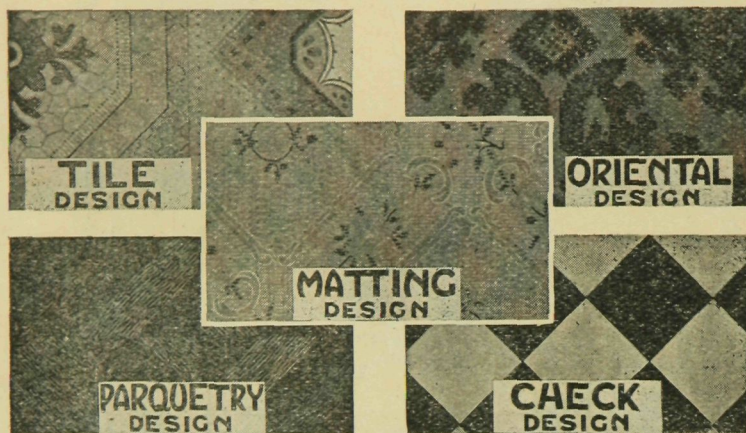 TILE
DESIGN
ORIENTAL
DESIGN
MATTING
DESIGN
PARQUETRY
DESIGN
CHECK
DESIGN